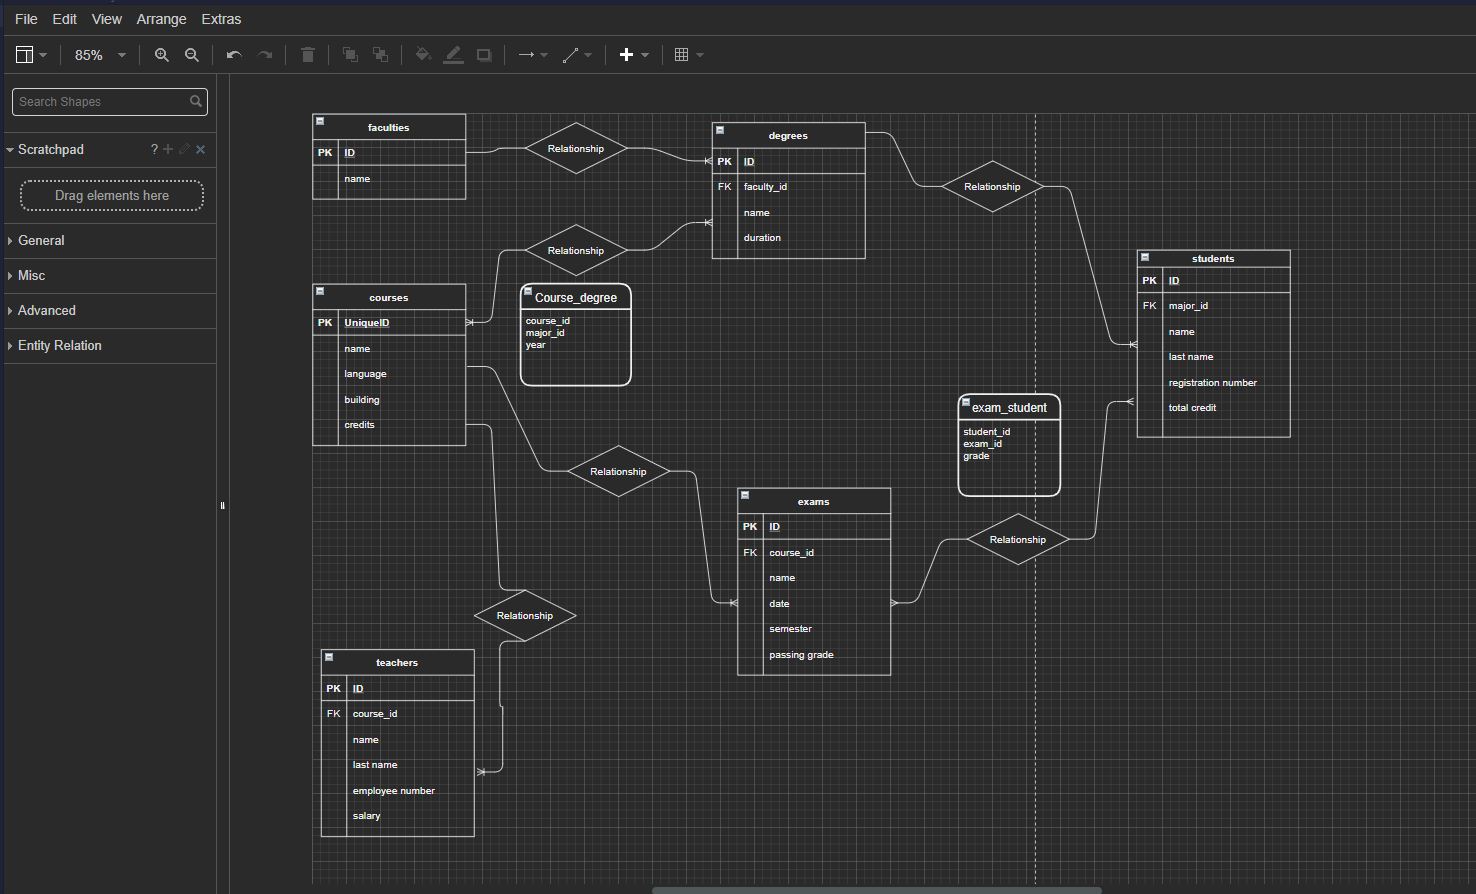 File Edit View Arrange Extras
85%
Search Shapes
Scratchpad ?
Drag elements here
General
Misc
Advanced
Entity Relation
faculties
PK ID
name
Relationship
degrees
PK ID
FK faculty_id
name
duration
Relationship
Relationship
courses
PK UniqueID
name
language
building
credits
Course_degree
course_id
major_id
year
students
PK ID
FK major_id
name
last name
registration number
total credit
exam_student
student_id
exam_id
grade
Relationship
exams
PK ID
FK course_id
name
date
semester
passing grade
Relationship
Relationship
teachers
PK ID
FK course_id
name
last name
employee number
salary